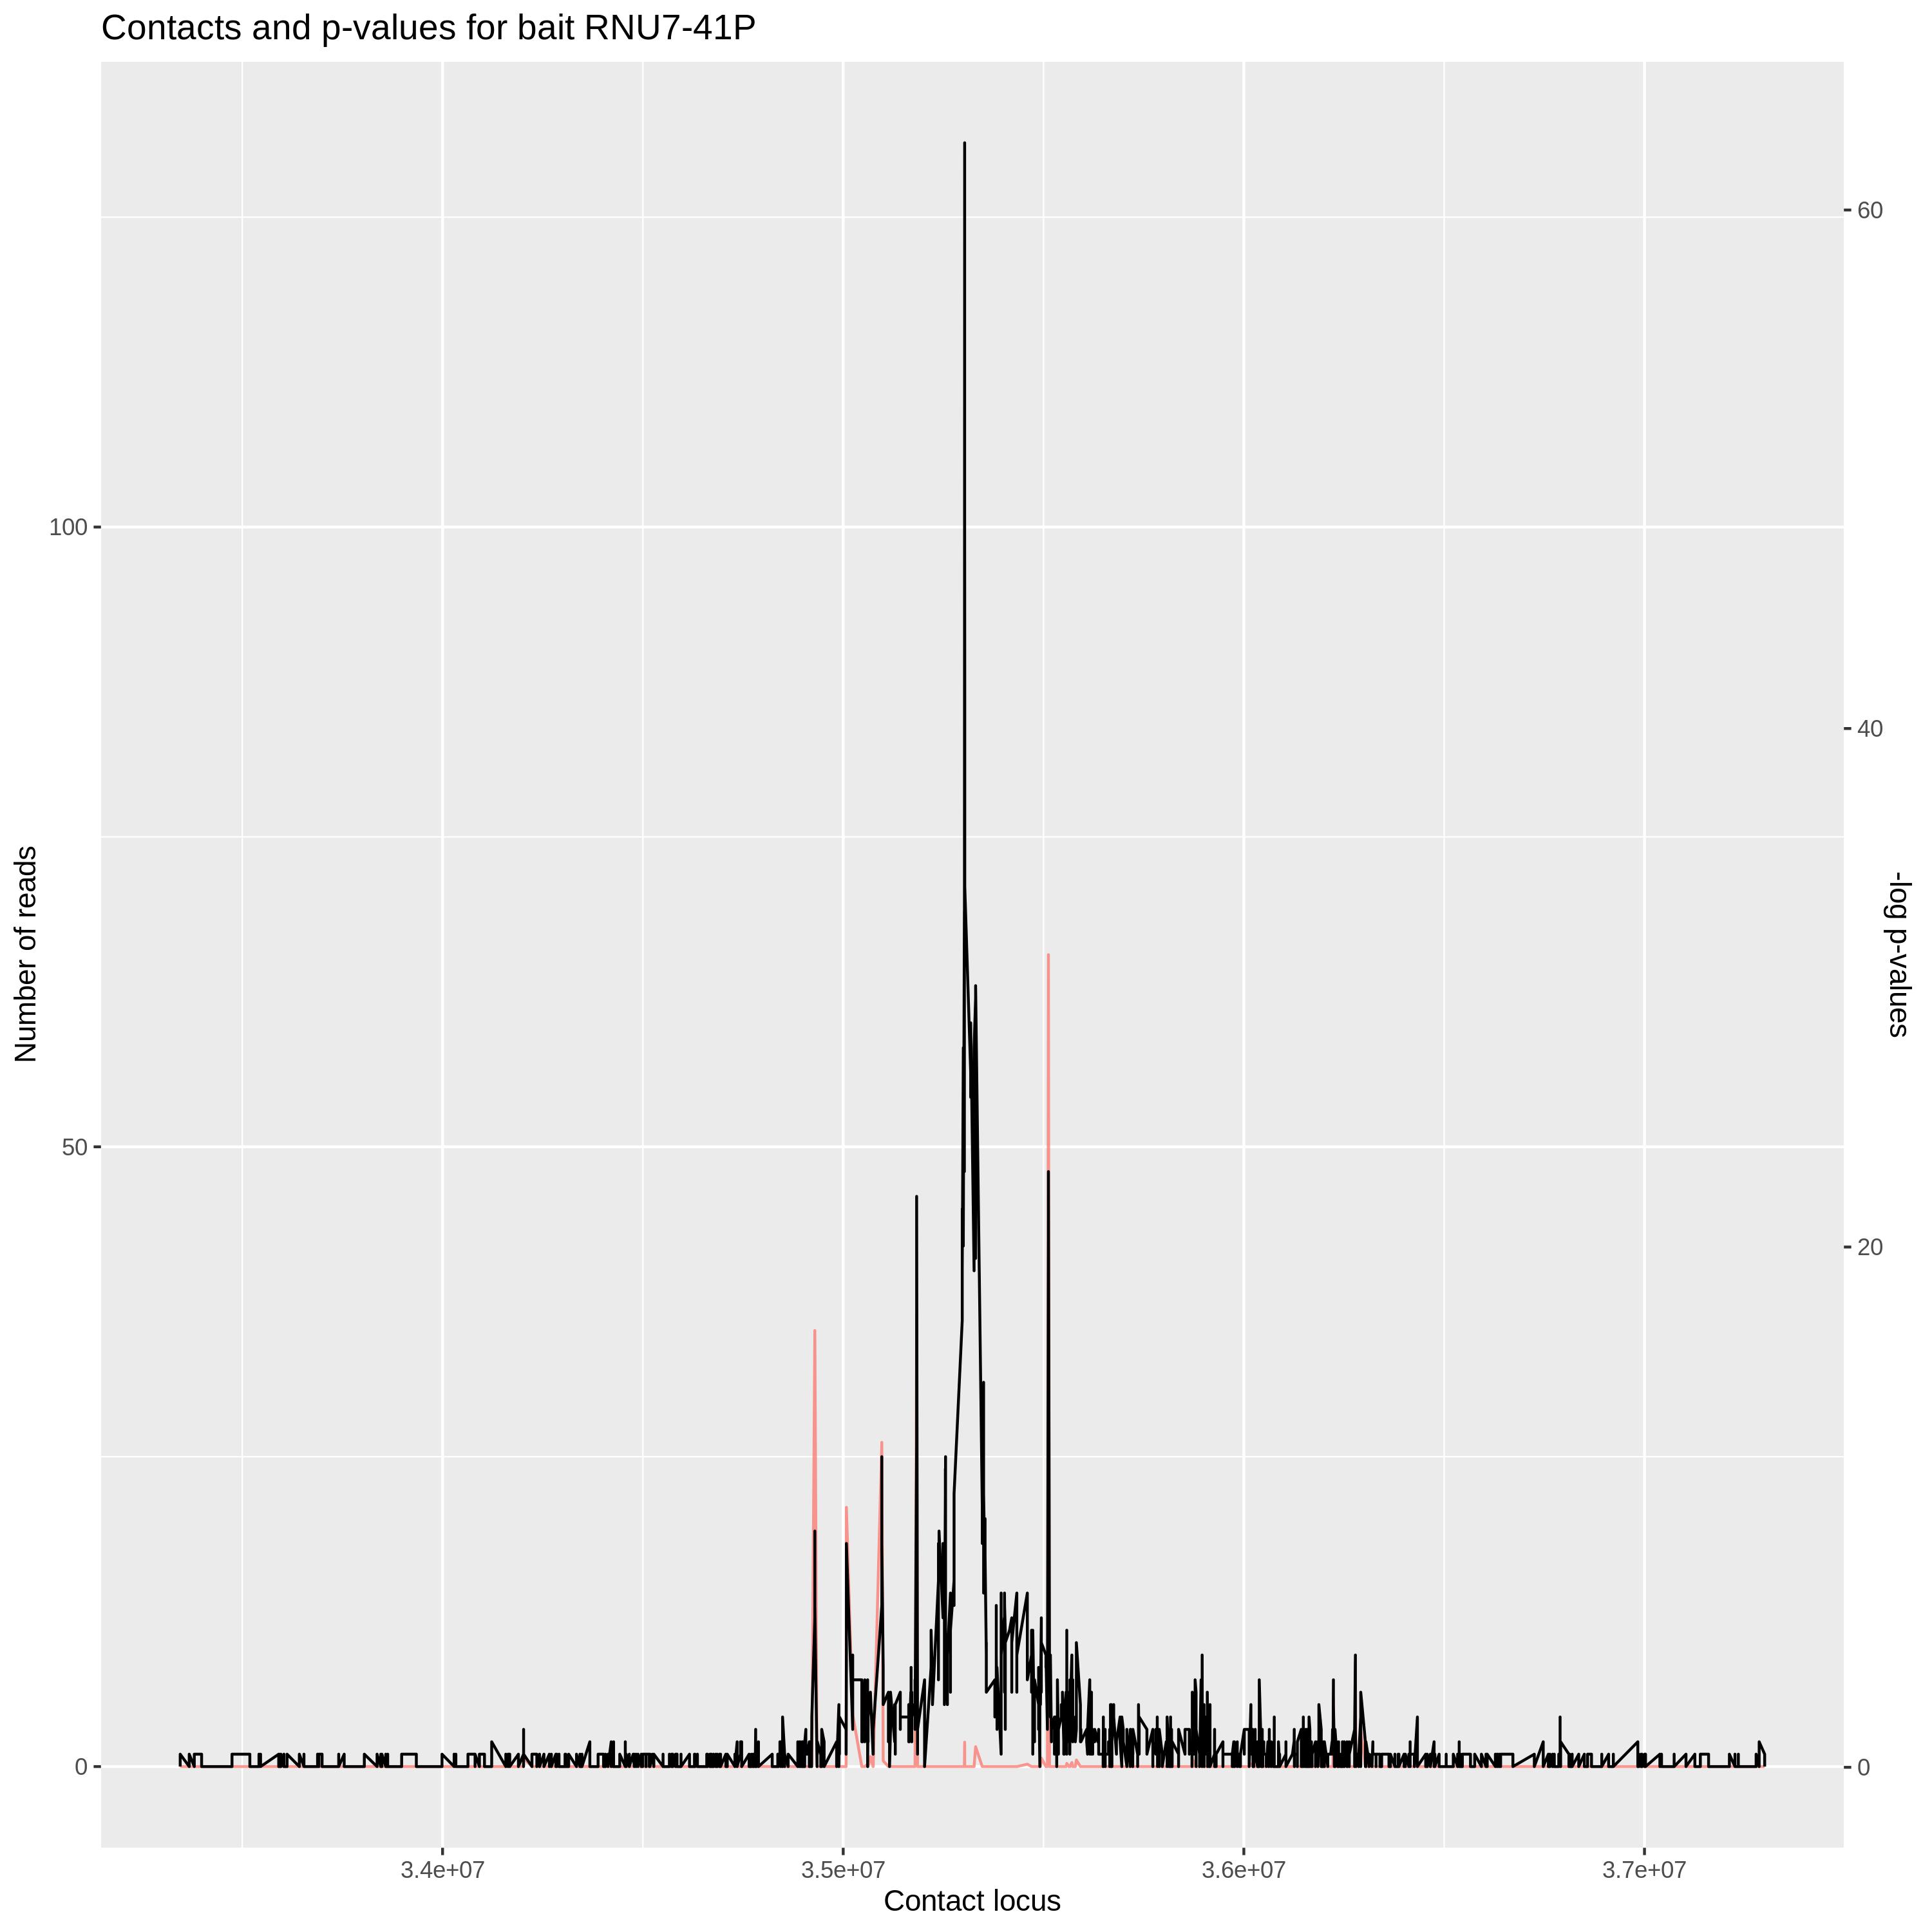 Contacts and p-values for bait RNU7-41P
Number of reads
100
50
0
60
40
20
0
-log p-values
3.4e+07
3.5e+07
3.6e+07
3.7e+07
Contact locus